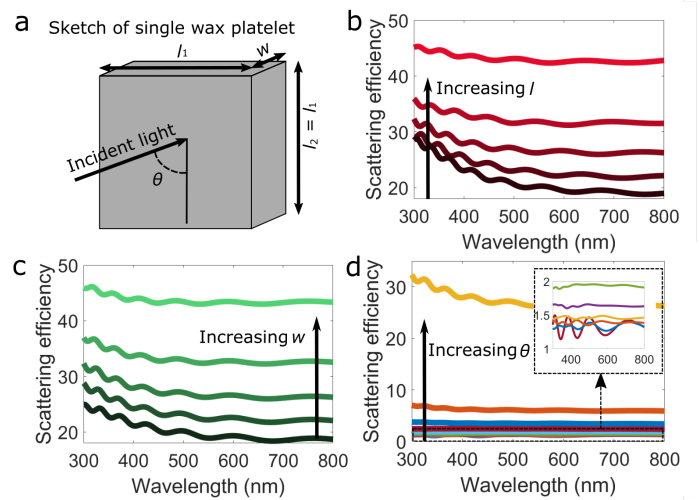 a
Sketch of single wax platelet
l₁
w
l₂ = l₁
Incident light
θ
b
Scattering efficiency
40
30
20
Increasing l
300 400 500 600 700 800
Wavelength (nm)
c
Scattering efficiency
50
40
30
20
Increasing w
300 400 500 600 700 800
Wavelength (nm)
d
Scattering efficiency
35
30
20
10
5
0
Increasing θ
2
1.5
1
400 600 800
300 400 500 600 700 800
Wavelength (nm)